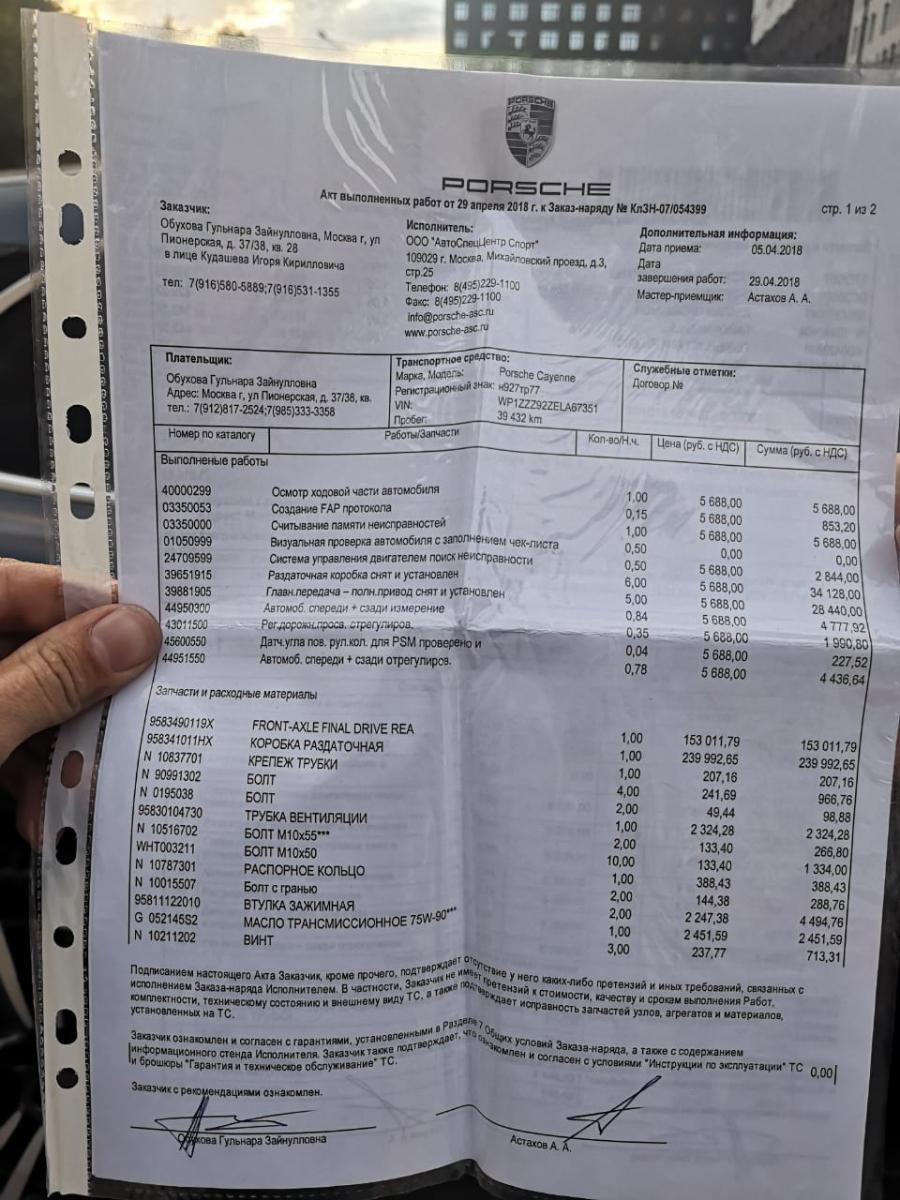 PORSCHE
PORSCHE
Акт выполненных работ от 29 апреля 2018 г. к Заказ-наряду № КлЗН-07/054399
стр. 1 из 2
Заказчик:
Обухова Гульнара Зайнулловна, Москва г, ул
Пионерская, д. 37/38, кв. 28
в лице Кудашева Игоря Кирилловича
тел: 7(916)580-5889;7(916)531-1355
Исполнитель:
ООО "АвтоСпецЦентр Спорт"
109029 г. Москва, Михайловский проезд, д.3,
стр.25
Телефон: 8(495)229-1100
Факс: 8(495)229-1100
info@porsche-asc.ru
www.porsche-asc.ru
Дополнительная информация:
Дата приема: 05.04.2018
Дата
завершения работ: 29.04.2018
Мастер-приемщик: Астахов А. А.
Плательщик:
Обухова Гульнара Зайнулловна
Адрес: Москва г, ул Пионерская, д. 37/38, кв.
тел.: 7(912)817-2524;7(985)333-3358
Транспортное средство:
Марка, Модель: Porsche Cayenne
Регистрационный знак: н927тр77
VIN: WP1ZZZ92ZELA67351
Пробег: 39 432 km
Служебные отметки:
Договор №
Номер по каталогу Работы/Запчасти Кол-во/Н.ч. Цена (руб. с НДС) Сумма (руб. с НДС)
Выполненые работы
40000299 Осмотр ходовой части автомобиля 1,00 5 688,00 5 688,00
03350053 Создание FAP протокола 0,15 5 688,00 853,20
03350000 Считывание памяти неисправностей 1,00 5 688,00 5 688,00
01050999 Визуальная проверка автомобиля с заполнением чек-листа 0,50 0,00 0,00
24709599 Система управления двигателем поиск неисправности 0,50 5 688,00 2 844,00
39651915 Раздаточная коробка снят и установлен 6,00 5 688,00 34 128,00
39881905 Главн.передача – полн.привод снят и установлен 5,00 5 688,00 28 440,00
44950300 Автомоб. спереди + сзади измерение 0,84 5 688,00 4 777,92
43011500 Рег.дорожн.просв. отрегулиров. 0,35 5 688,00 1 990,80
45600550 Датч.угла пов. рул.кол. для PSM проверено и 0,04 5 688,00 227,52
44951550 Автомоб. спереди + сзади отрегулиров. 0,78 5 688,00 4 436,64
Запчасти и расходные материалы
9583490119X FRONT-AXLE FINAL DRIVE REA 1,00 153 011,79 153 011,79
958341011HX КОРОБКА РАЗДАТОЧНАЯ 1,00 239 992,65 239 992,65
N 10837701 КРЕПЕЖ ТРУБКИ 1,00 207,16 207,16
N 90991302 БОЛТ 4,00 241,69 966,76
N 0195038 БОЛТ 2,00 49,44 98,88
95830104730 ТРУБКА ВЕНТИЛЯЦИИ 1,00 2 324,28 2 324,28
N 10516702 БОЛТ М10х55*** 2,00 133,40 266,80
WHT003211 БОЛТ М10х50 10,00 133,40 1 334,00
N 10787301 РАСПОРНОЕ КОЛЬЦО 1,00 388,43 388,43
N 10015507 Болт с гранью 2,00 144,38 288,76
95811122010 ВТУЛКА ЗАЖИМНАЯ 2,00 2 247,38 4 494,76
G 052145S2 МАСЛО ТРАНСМИССИОННОЕ 75W-90*** 1,00 2 451,59 2 451,59
N 10211202 ВИНТ 3,00 237,77 713,31
Подписанием настоящего Акта Заказчик, кроме прочего, подтверждает отсутствие у него каких-либо претензий и иных требований, связанных с
исполнением Заказа-наряда Исполнителем. В частности, Заказчик не имеет претензий к стоимости, качеству и срокам выполнения Работ,
комплектности, техническому состоянию и внешнему виду ТС, а также подтверждает исправность запчастей узлов, агрегатов и материалов,
установленных на ТС.
Заказчик ознакомлен и согласен с гарантиями, установленными в Разделе 7 Общих условий Заказа-наряда, а также с содержанием
информационного стенда Исполнителя. Заказчик также подтверждает, что ознакомлен и согласен с условиями "Инструкции по эксплуатации" ТС
и брошюры "Гарантия и техническое обслуживание" ТС. 0,00
Заказчик с рекомендациями ознакомлен.
Обухова Гульнара Зайнулловна
Астахов А. А.